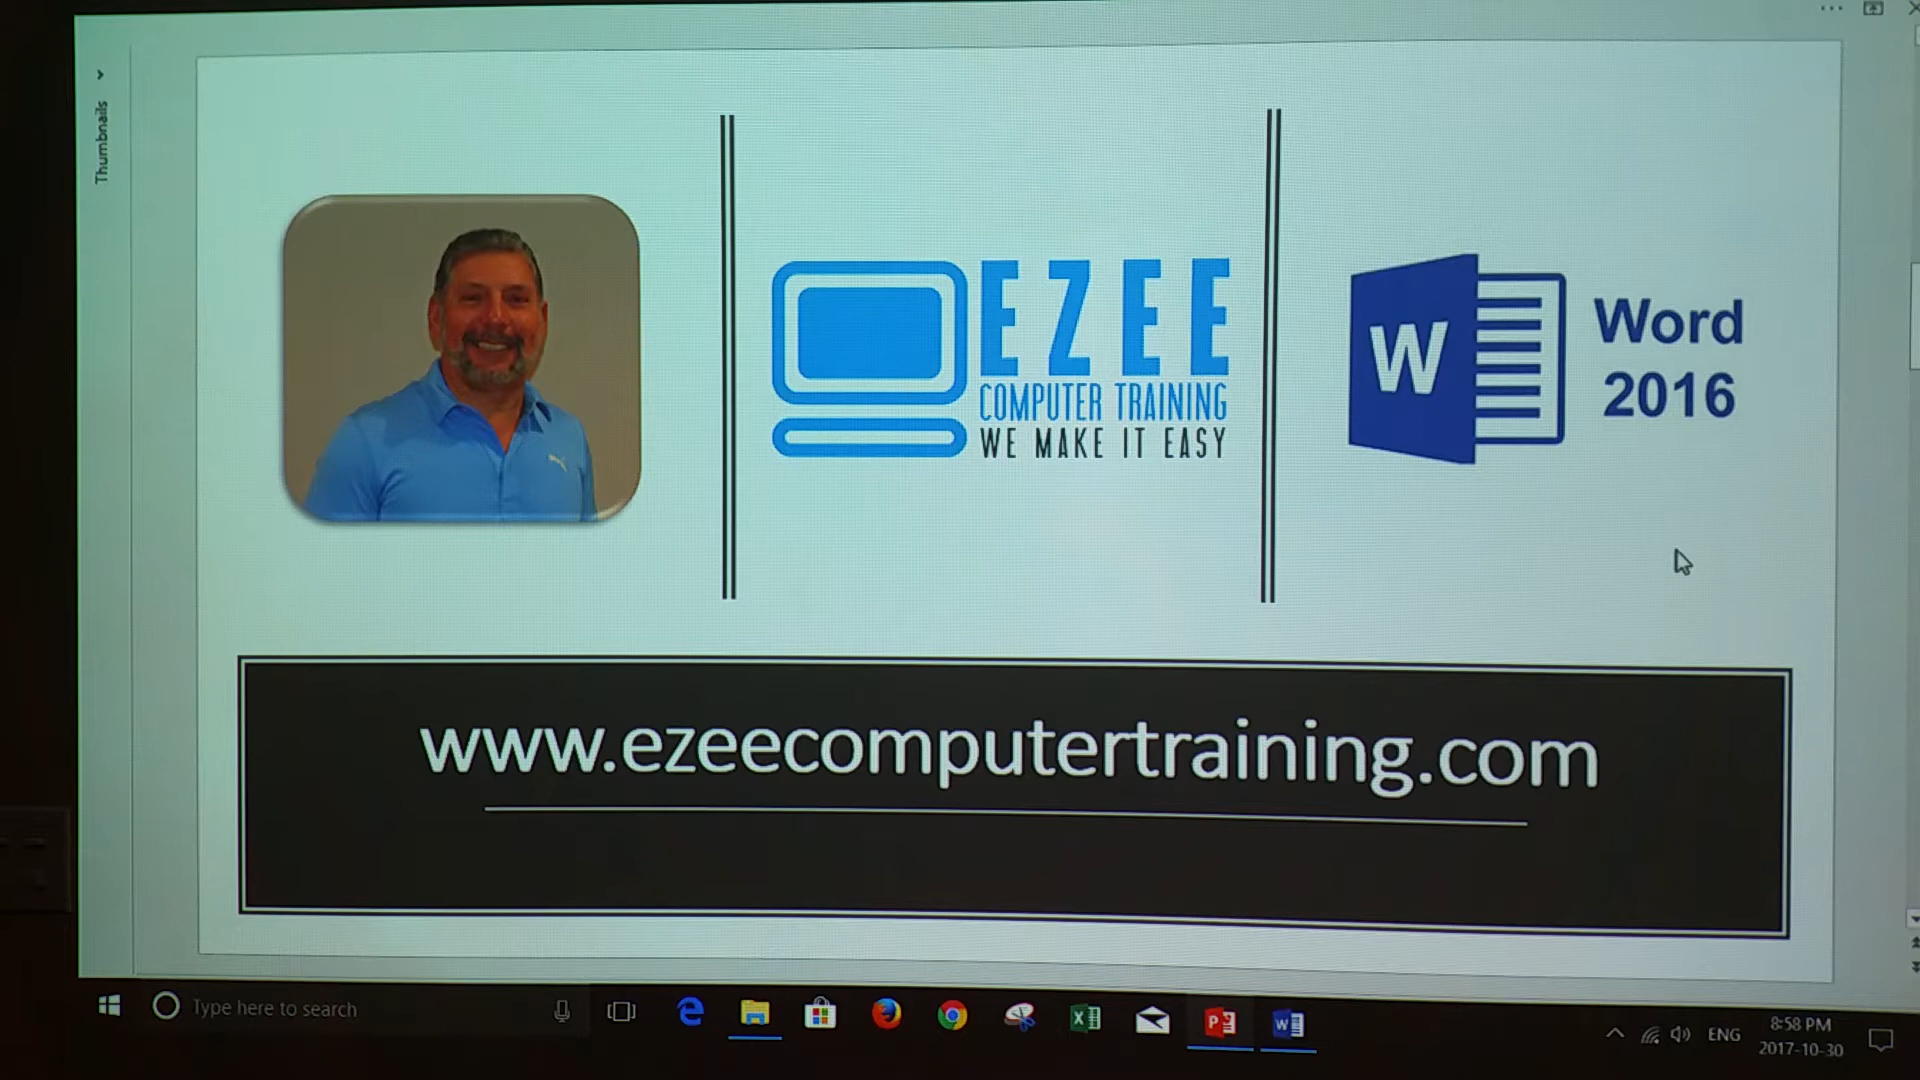 Thumbnails
EZEE
COMPUTER TRAINING
WE MAKE IT EASY
W
Word
2016
www.ezeecomputertraining.com
Type here to search
ENG
8:58 PM
2017-10-30